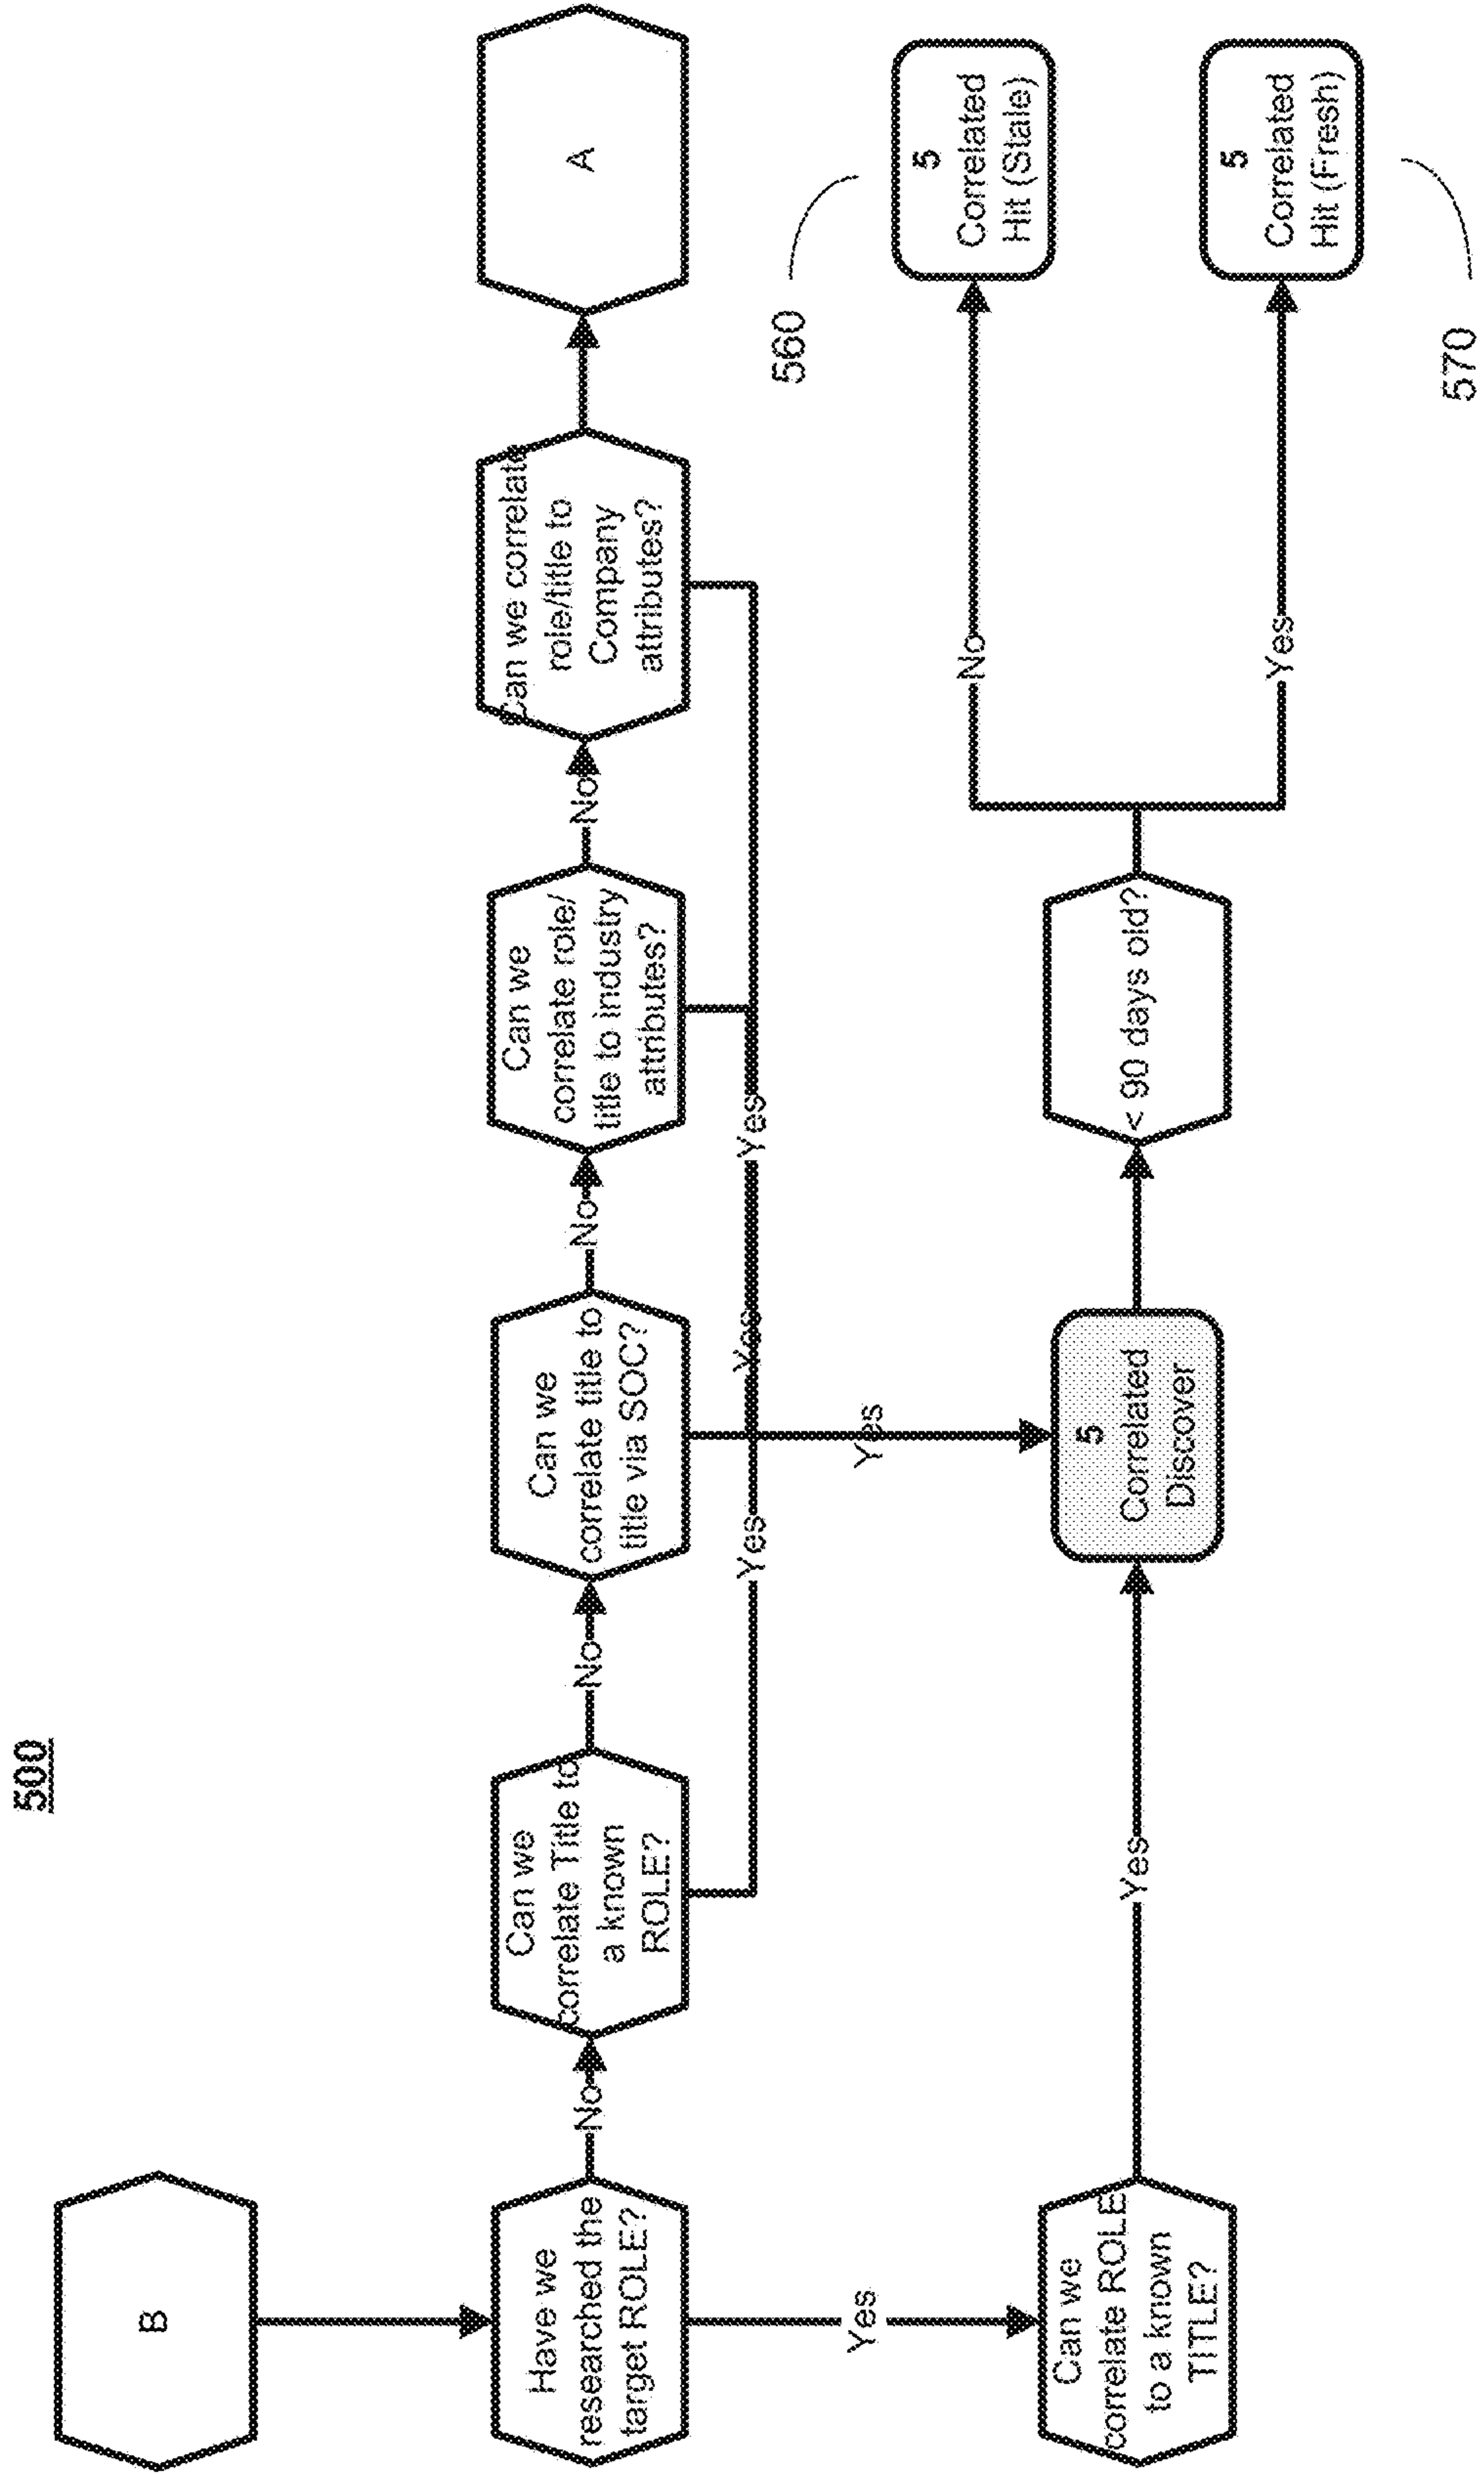 500
B
Have we
researched the
target ROLE?
No
Can we
correlate Title to
a known
ROLE?
No
Can we
correlate title to
title via SOC?
No
Can we
correlate role/
title to industry
attributes?
No
Can we correlate
role/title to
Company
attributes?
A
Yes
Yes
Yes
Yes
Yes
Can we
correlate ROLE
to a known
TITLE?
Yes
5
Correlated
Discover
< 90 days old?
No
Yes
560
5
Correlated
Hit (Stale)
5
Correlated
Hit (Fresh)
570